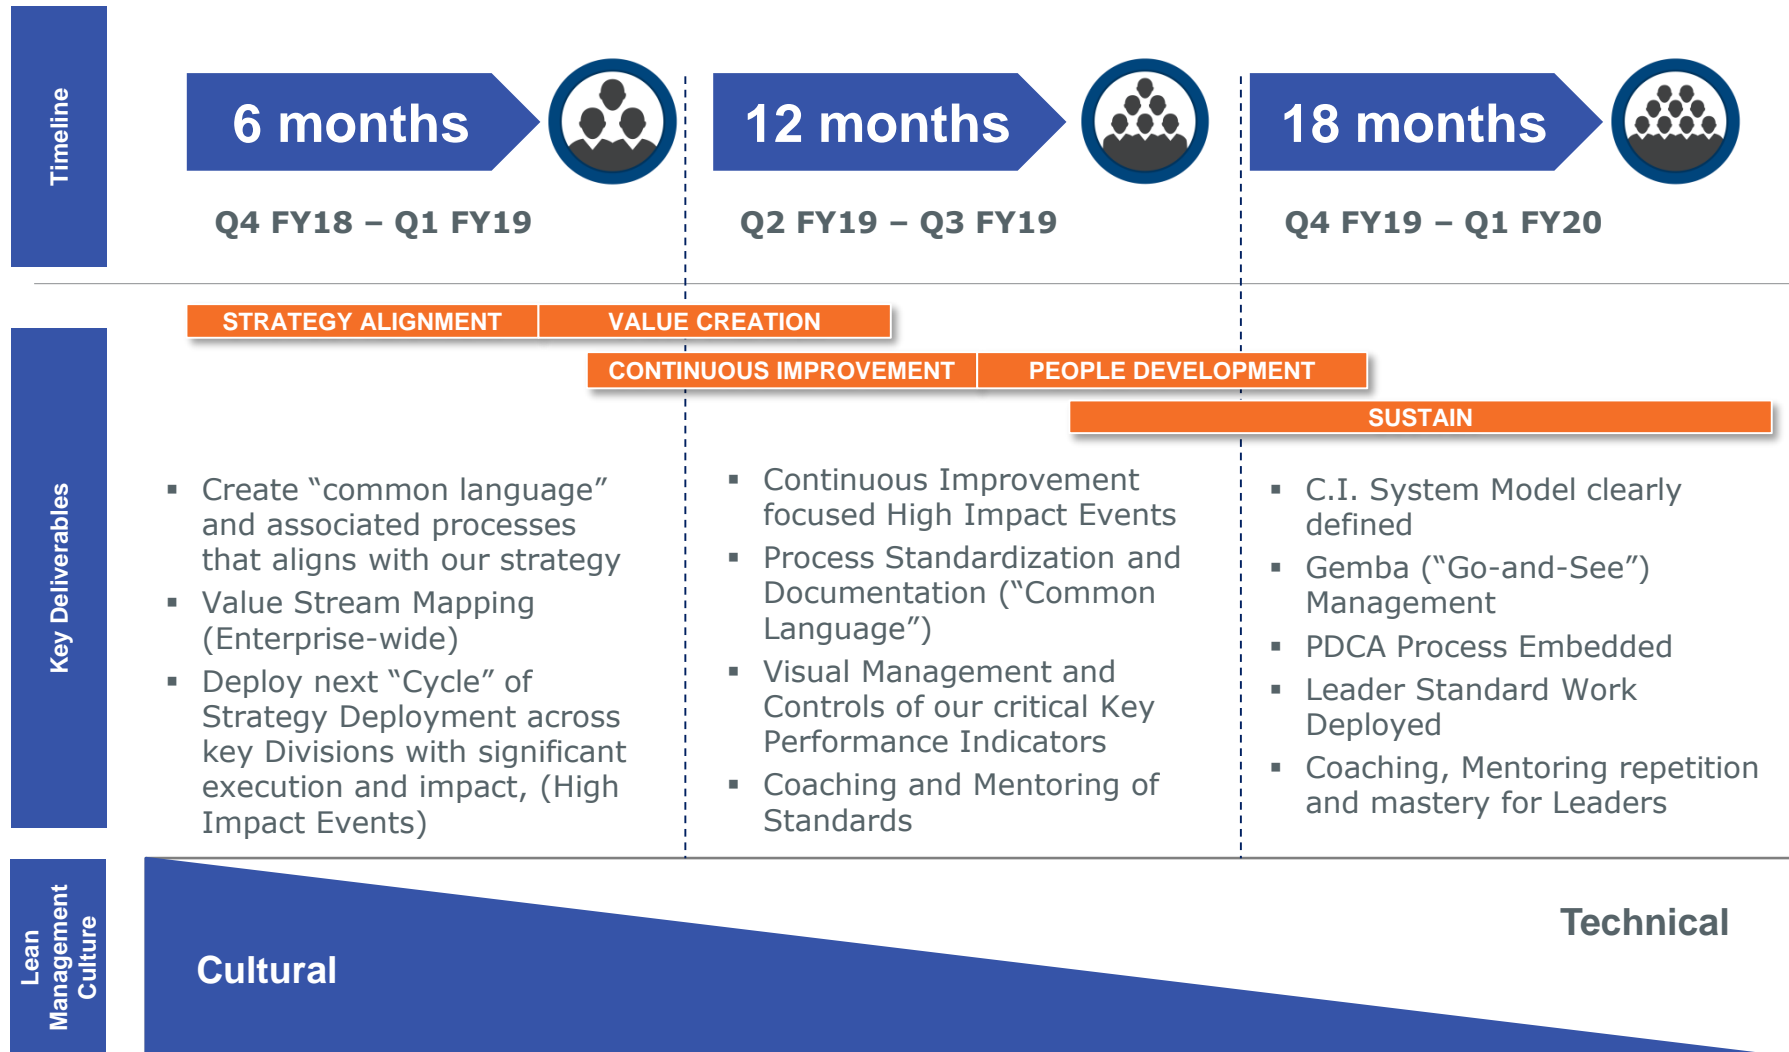 Timeline
6 months
12 months
18 months
Q4 FY18 – Q1 FY19
Q2 FY19 – Q3 FY19
Q4 FY19 – Q1 FY20
Key Deliverables
STRATEGY ALIGNMENT
VALUE CREATION
CONTINUOUS IMPROVEMENT
PEOPLE DEVELOPMENT
SUSTAIN
▪ Create “common language”
and associated processes
that aligns with our strategy
▪ Value Stream Mapping
(Enterprise-wide)
▪ Deploy next “Cycle” of
Strategy Deployment across
key Divisions with significant
execution and impact, (High
Impact Events)
▪ Continuous Improvement
focused High Impact Events
▪ Process Standardization and
Documentation (“Common
Language”)
▪ Visual Management and
Controls of our critical Key
Performance Indicators
▪ Coaching and Mentoring of
Standards
▪ C.I. System Model clearly
defined
▪ Gemba (“Go-and-See”)
Management
▪ PDCA Process Embedded
▪ Leader Standard Work
Deployed
▪ Coaching, Mentoring repetition
and mastery for Leaders
Lean
Management
Culture
Cultural
Technical